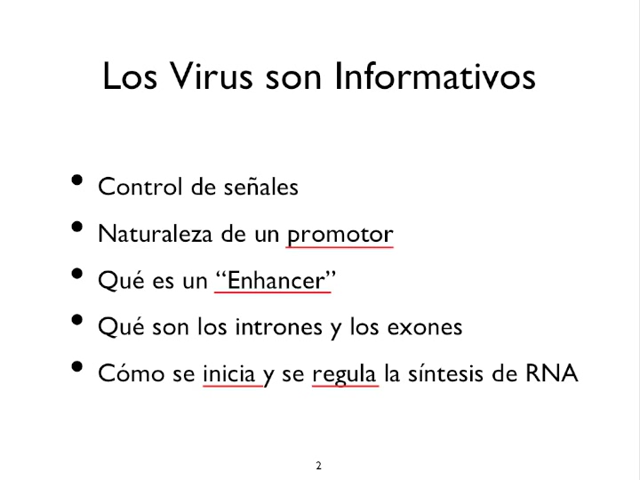 Los Virus son Informativos
• Control de señales
• Naturaleza de un promotor
• Qué es un “Enhancer”
• Qué son los intrones y los exones
• Cómo se inicia y se regula la síntesis de RNA
2